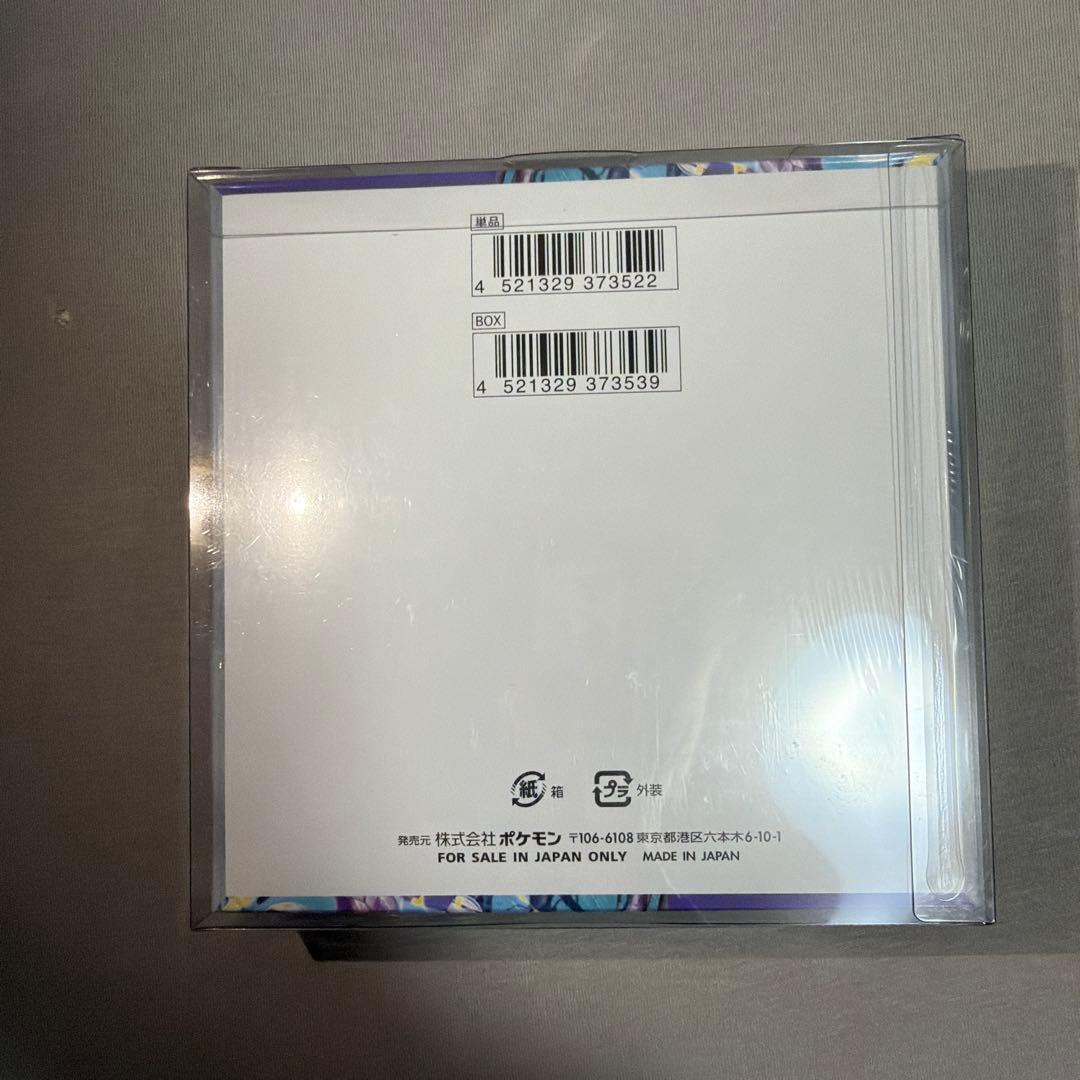 単品
4 521329 373522
BOX
4 521329 373539
紙 箱 プラ 外装
発売元 株式会社 ポケモン 〒106-6108 東京都港区六本木6-10-1
FOR SALE IN JAPAN ONLY MADE IN JAPAN